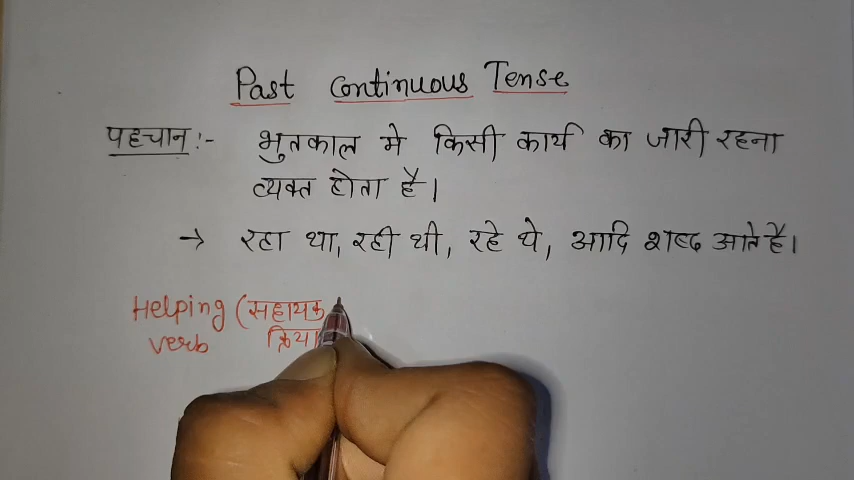 Past Continuous Tense
पहचान :- भुतकाल मे किसी कार्य का जारी रहना
व्यक्त होता है।
→ रहा था, रही थी, रहे थे, आदि शब्द आते है।
Helping (सहायक
verb क्रिया